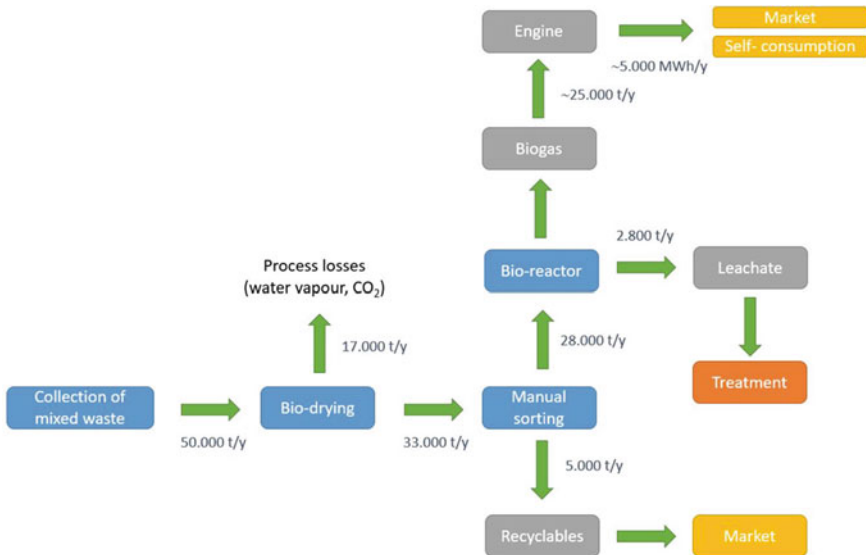 Engine
Market
Self- consumption
~5.000 MWh/y
~25.000 t/y
Biogas
2.800 t/y
Process losses
(water vapour, CO₂)
Bio-reactor
Leachate
17.000 t/y
28.000 t/y
Treatment
Collection of
mixed waste
Bio-drying
Manual
sorting
50.000 t/y
33.000 t/y
5.000 t/y
Recyclables
Market